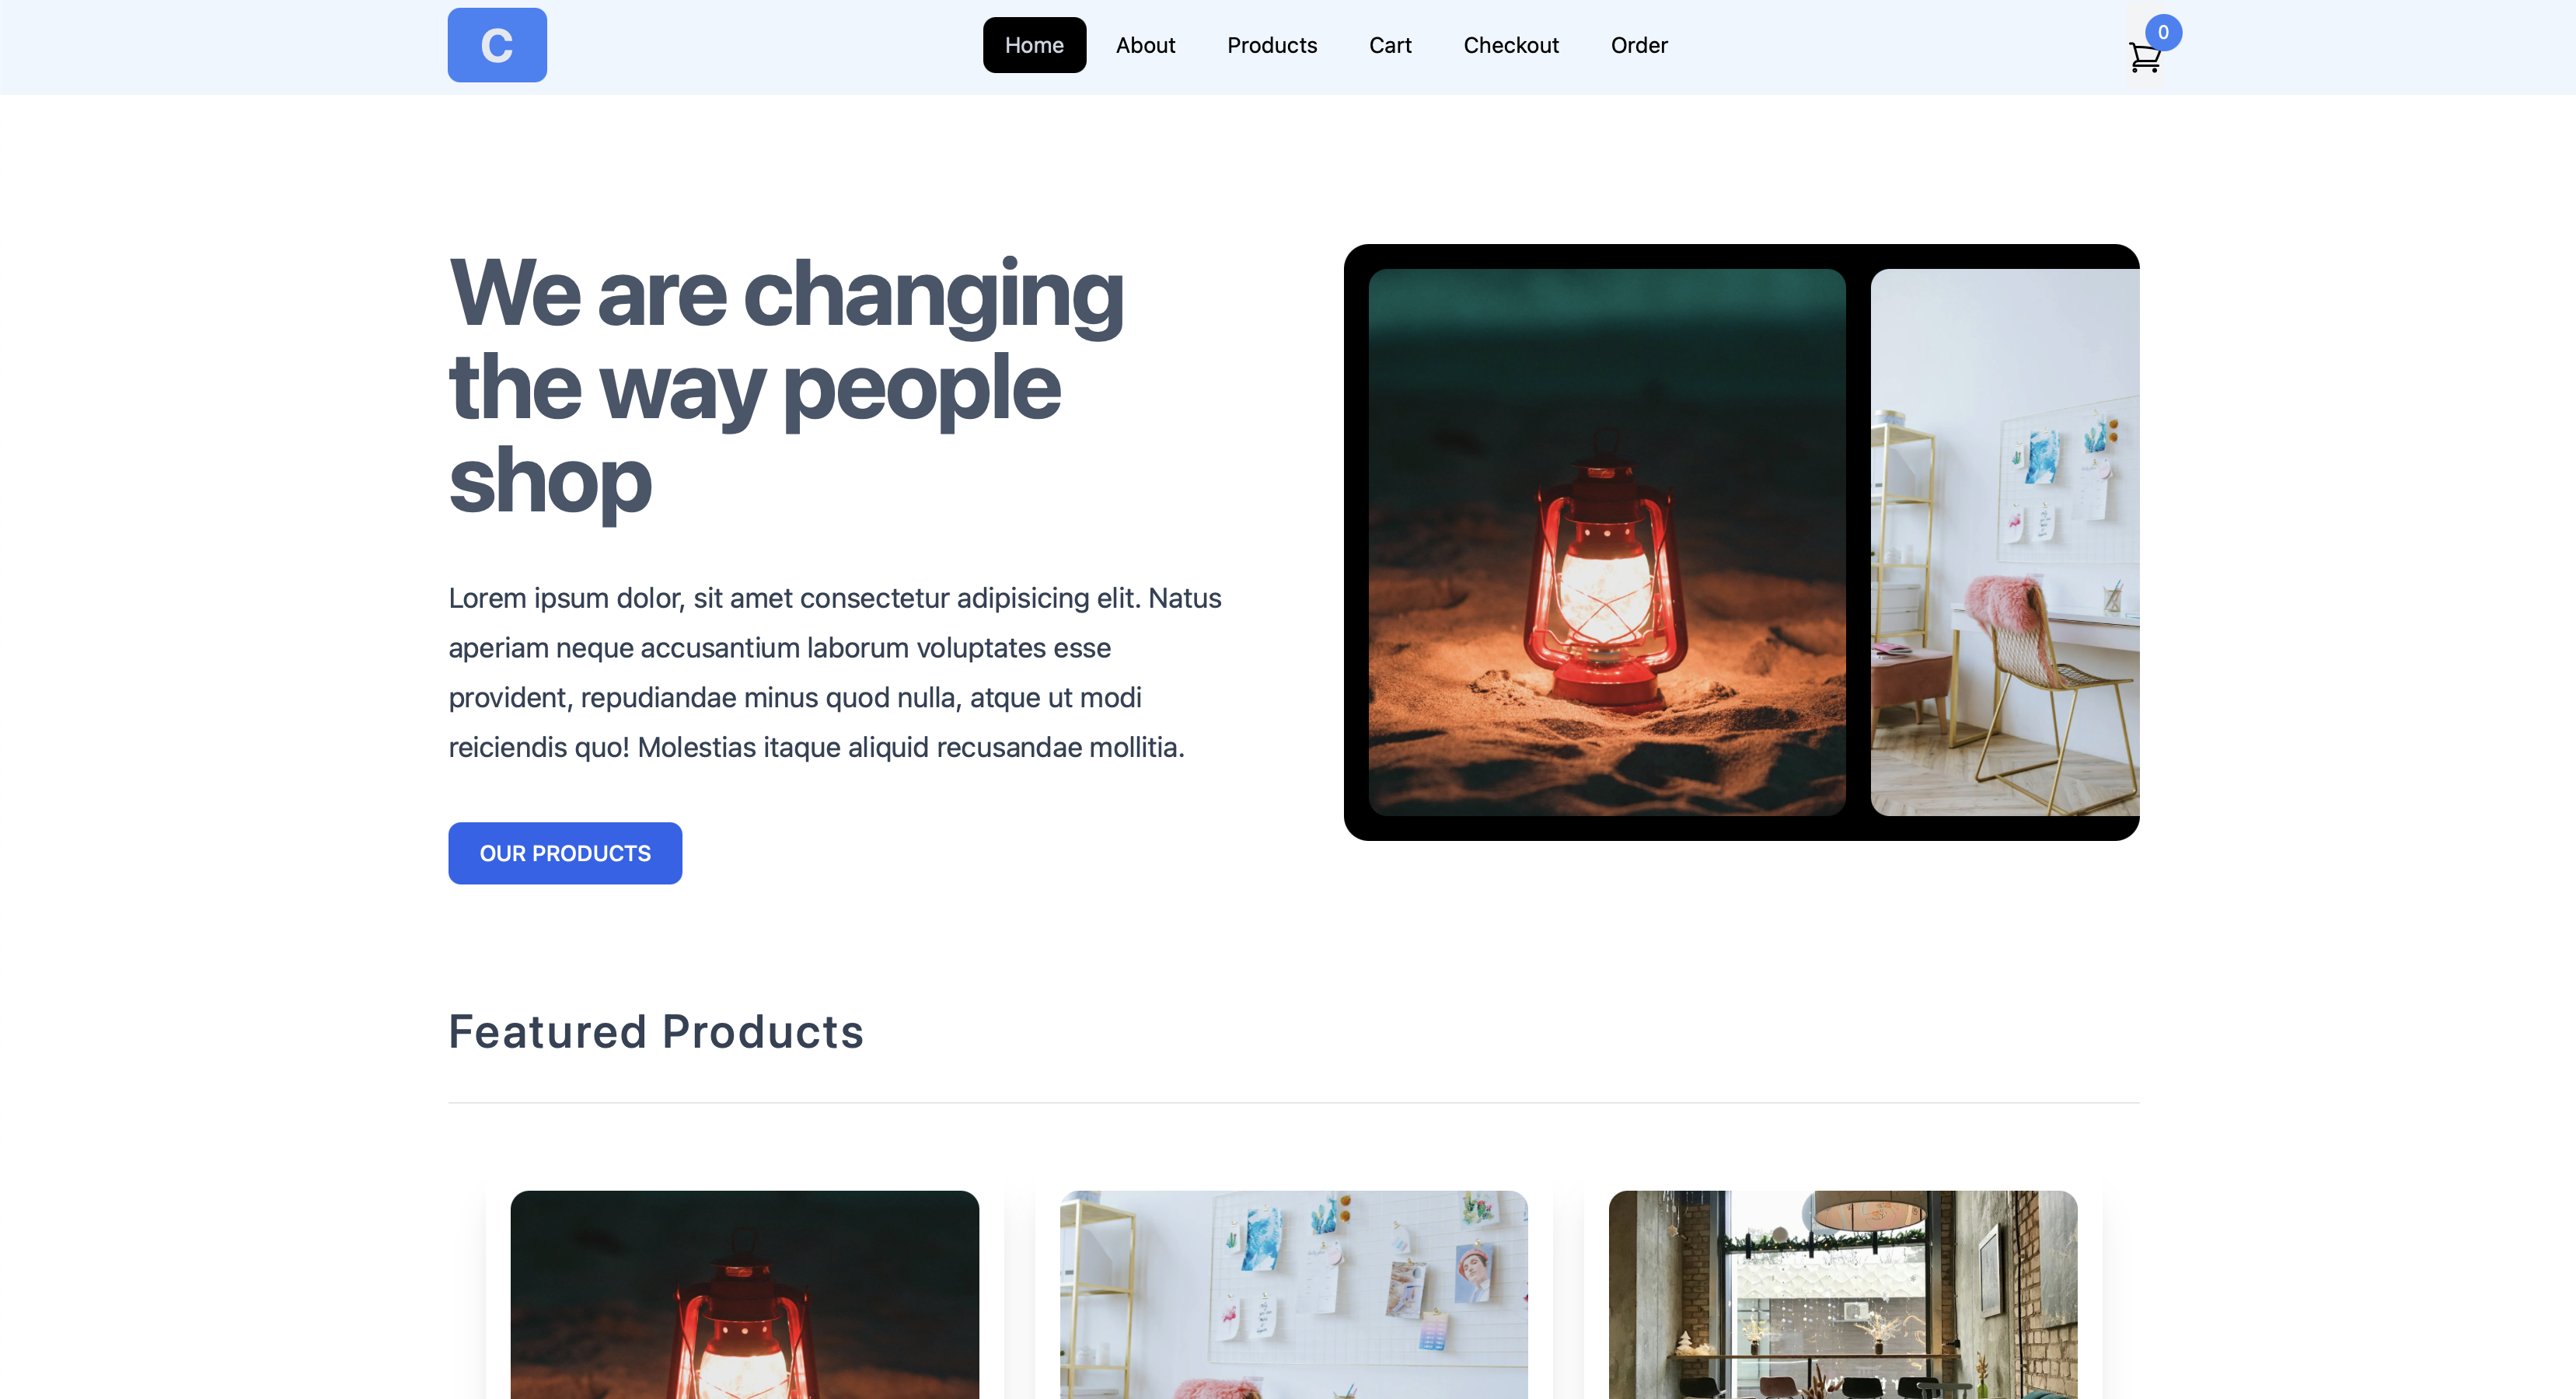 C
Home
About
Products
Cart
Checkout
Order
0
We are changing
the way people
shop
Lorem ipsum dolor, sit amet consectetur adipisicing elit. Natus
aperiam neque accusantium laborum voluptates esse
provident, repudiandae minus quod nulla, atque ut modi
reiciendis quo! Molestias itaque aliquid recusandae mollitia.
OUR PRODUCTS
Featured Products